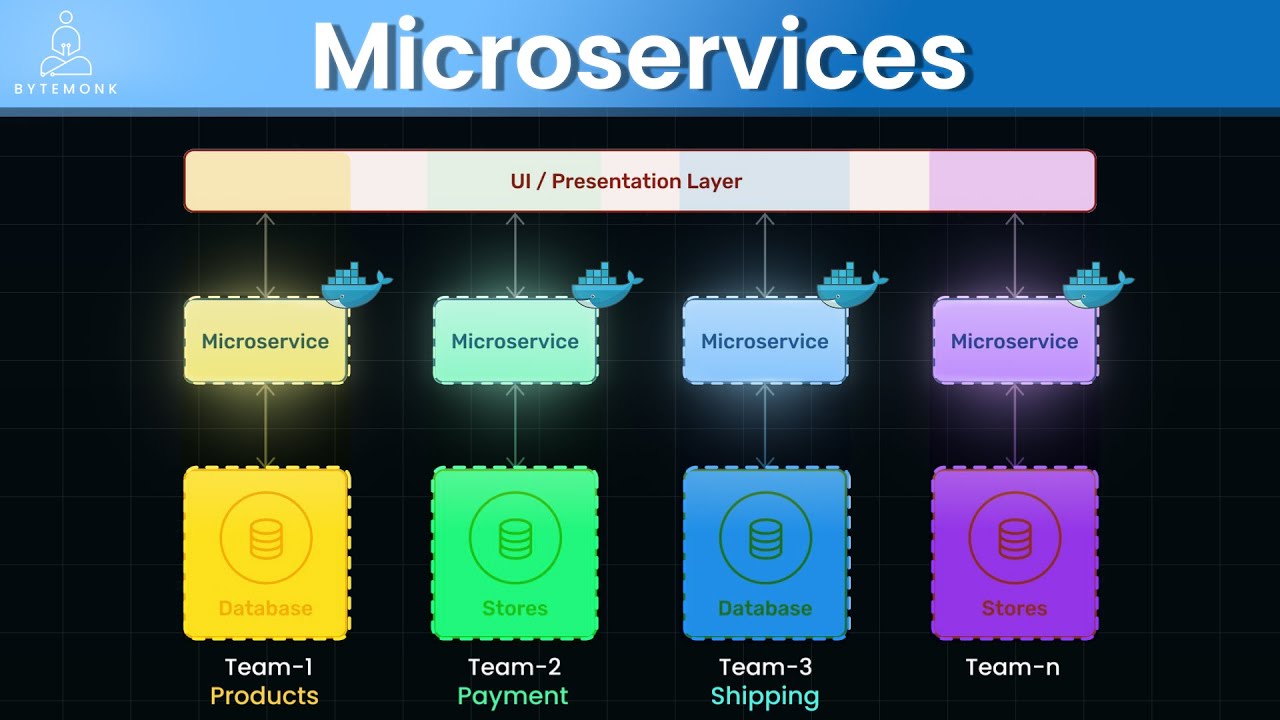 Microservices
BYTEMONK
UI / Presentation Layer
Microservice
Microservice
Microservice
Microservice
Database
Stores
Database
Stores
Team-1
Team-2
Team-3
Team-n
Products
Payment
Shipping